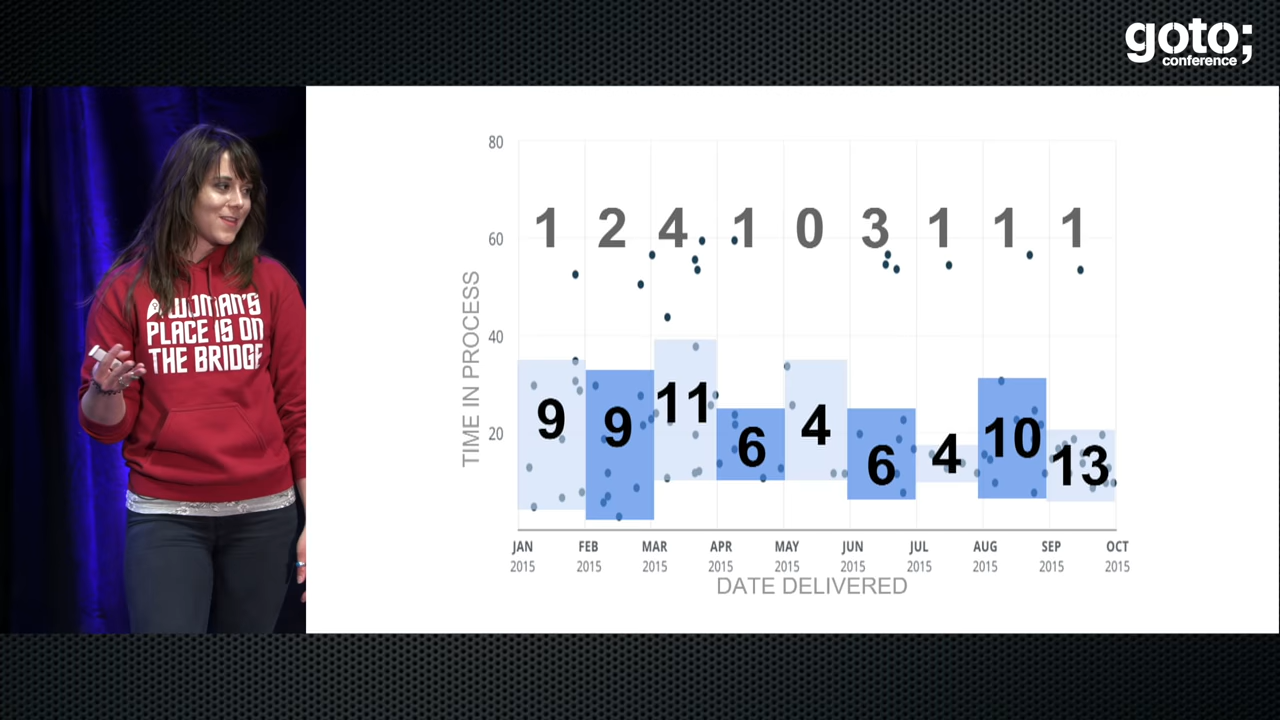 goto;
conference
A WOMAN'S
PLACE IS ON
THE BRIDGE
80
60
40
20
TIME IN PROCESS
1 2 4 1 0 3 1 1 1
9 9 11 6 4 6 4 10 13
JAN FEB MAR APR MAY JUN JUL AUG SEP OCT
2015 2015 2015 2015 2015 2015 2015 2015 2015 2015
DATE DELIVERED